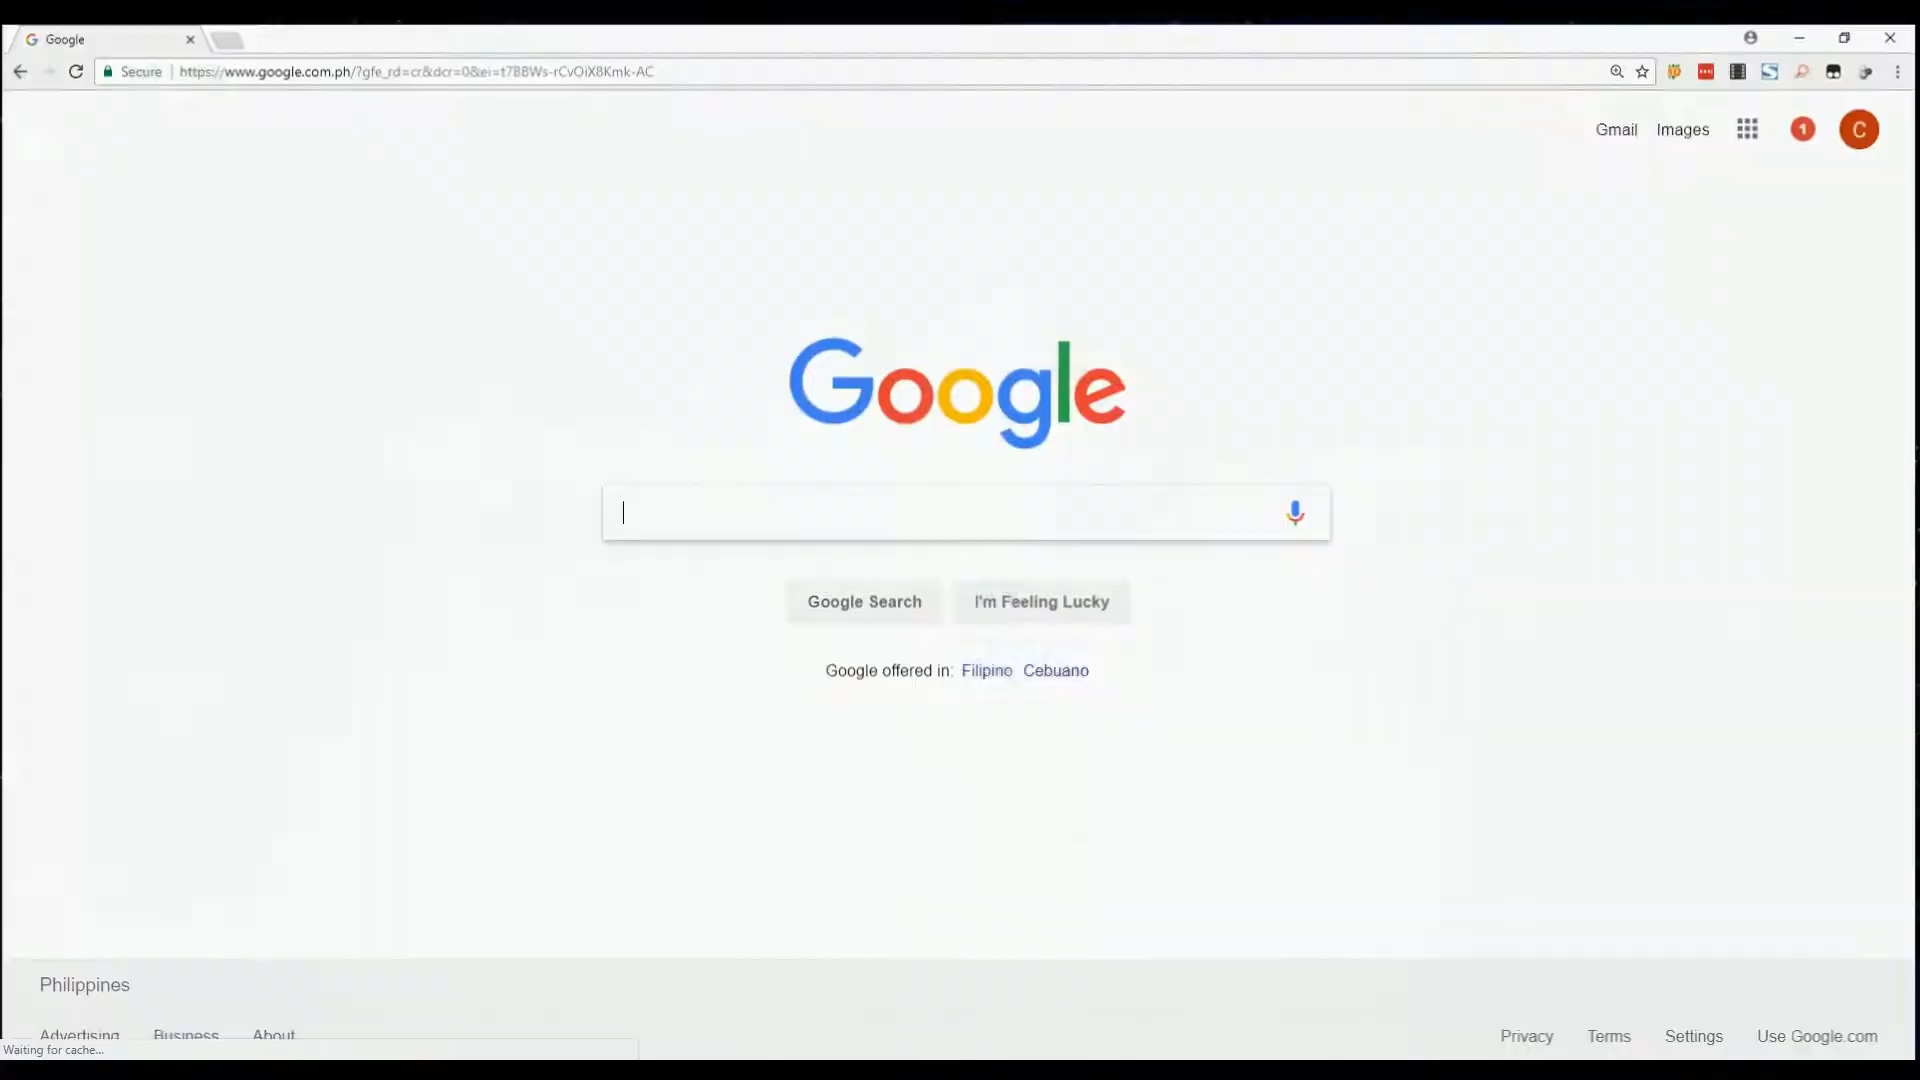 Google
Secure https://www.google.com.ph/?gfe_rd=cr&dcr=0&ei=t7BBWs-rCvOiX8Kmk-AC
Gmail Images 1 C
Google
Google Search I'm Feeling Lucky
Google offered in: Filipino Cebuano
Philippines
Advertising Business About Privacy Terms Settings Use Google.com
Waiting for cache...